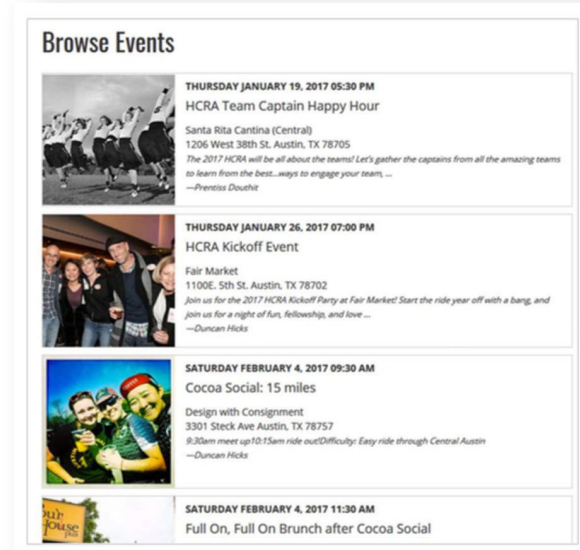 Browse Events
THURSDAY JANUARY 19, 2017 05:30 PM
HCRA Team Captain Happy Hour
Santa Rita Cantina (Central)
1206 West 38th St. Austin, TX 78705
The 2017 HCRA will be all about the teams! Let's gather the captains from all the amazing teams
to learn from the best...ways to engage your team, ...
—Prentiss Douthit
THURSDAY JANUARY 26, 2017 07:00 PM
HCRA Kickoff Event
Fair Market
1100E. 5th St. Austin, TX 78702
Join us for the 2017 HCRA Kickoff Party at Fair Market! Start the ride year off with a bang, and
join us for a night of fun, fellowship, and love ...
—Duncan Hicks
SATURDAY FEBRUARY 4, 2017 09:30 AM
Cocoa Social: 15 miles
Design with Consignment
3301 Steck Ave Austin, TX 78757
9:30am meet up10:15am ride out!Difficulty: Easy ride through Central Austin
—Duncan Hicks
SATURDAY FEBRUARY 4, 2017 11:30 AM
Full On, Full On Brunch after Cocoa Social